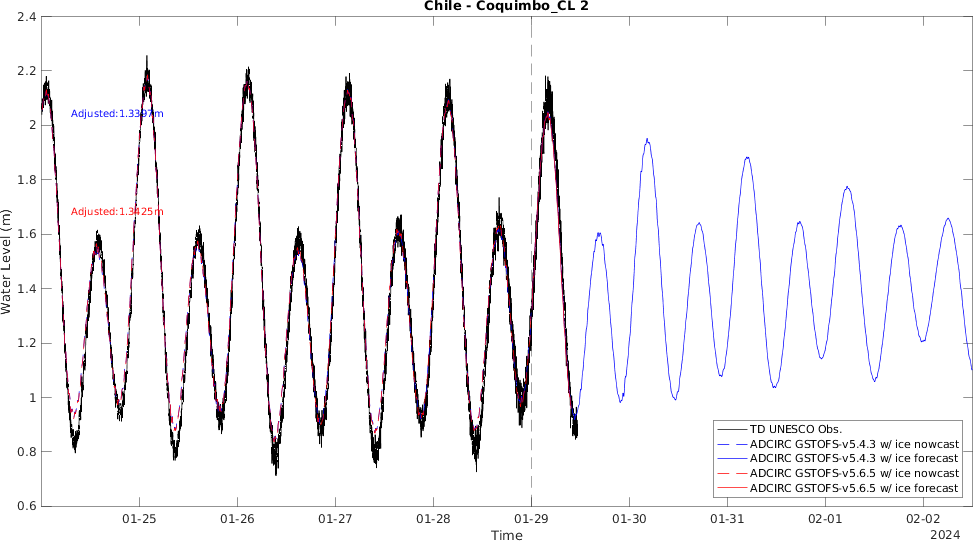 Chile - Coquimbo_CL 2
2.4
2.2
2
1.8
1.6
1.4
1.2
1
0.8
0.6
Water Level (m)
Adjusted:1.3397m
Adjusted:1.3425m
01-25
01-26
01-27
01-28
01-29
01-30
01-31
02-01
02-02
2024
Time
TD UNESCO Obs.
ADCIRC GSTOFS-v5.4.3 w/ ice nowcast
ADCIRC GSTOFS-v5.4.3 w/ ice forecast
ADCIRC GSTOFS-v5.6.5 w/ ice nowcast
ADCIRC GSTOFS-v5.6.5 w/ ice forecast